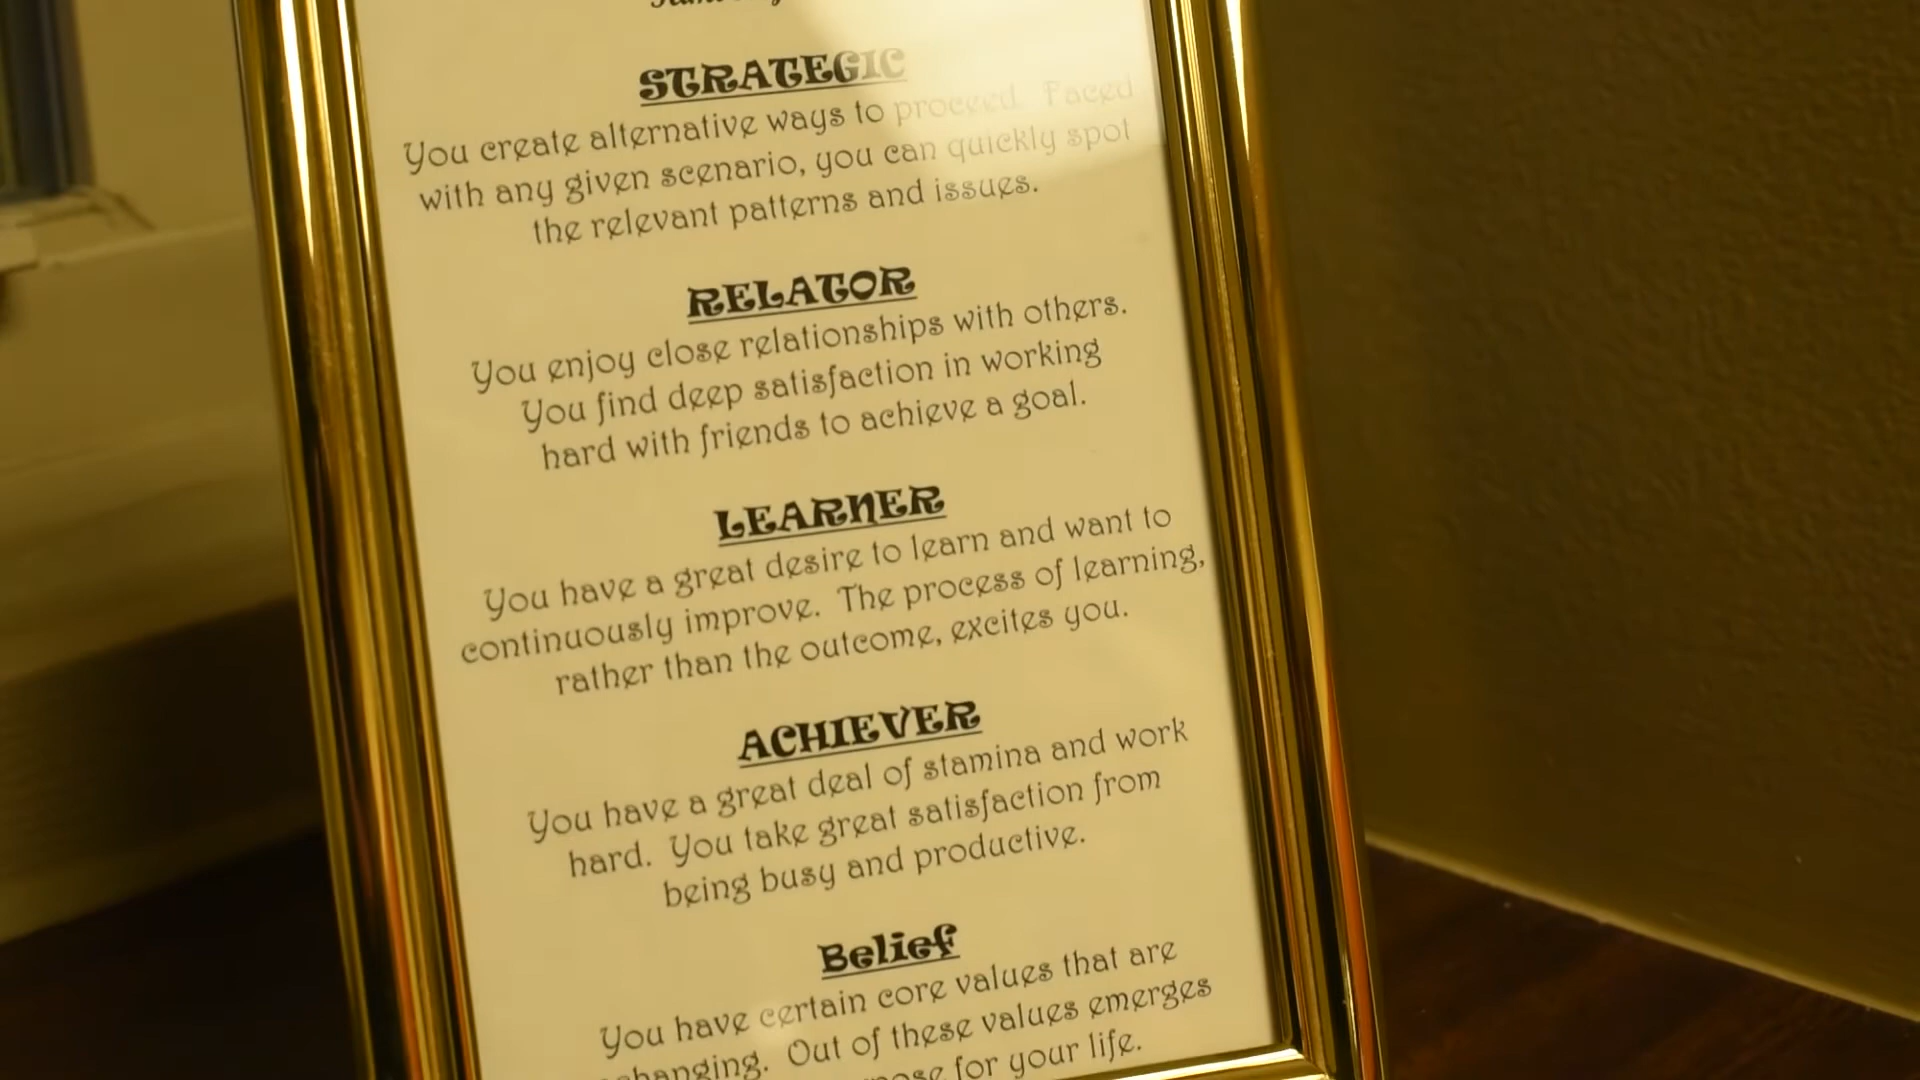 STRATEGIC
You create alternative ways to proceed. Faced
with any given scenario, you can quickly spot
the relevant patterns and issues.
RELATOR
You enjoy close relationships with others.
You find deep satisfaction in working
hard with friends to achieve a goal.
LEARNER
You have a great desire to learn and want to
continuously improve. The process of learning,
rather than the outcome, excites you.
ACHIEVER
You have a great deal of stamina and work
hard. You take great satisfaction from
being busy and productive.
Belief
You have certain core values that are
Out of these values emerges
for your life.